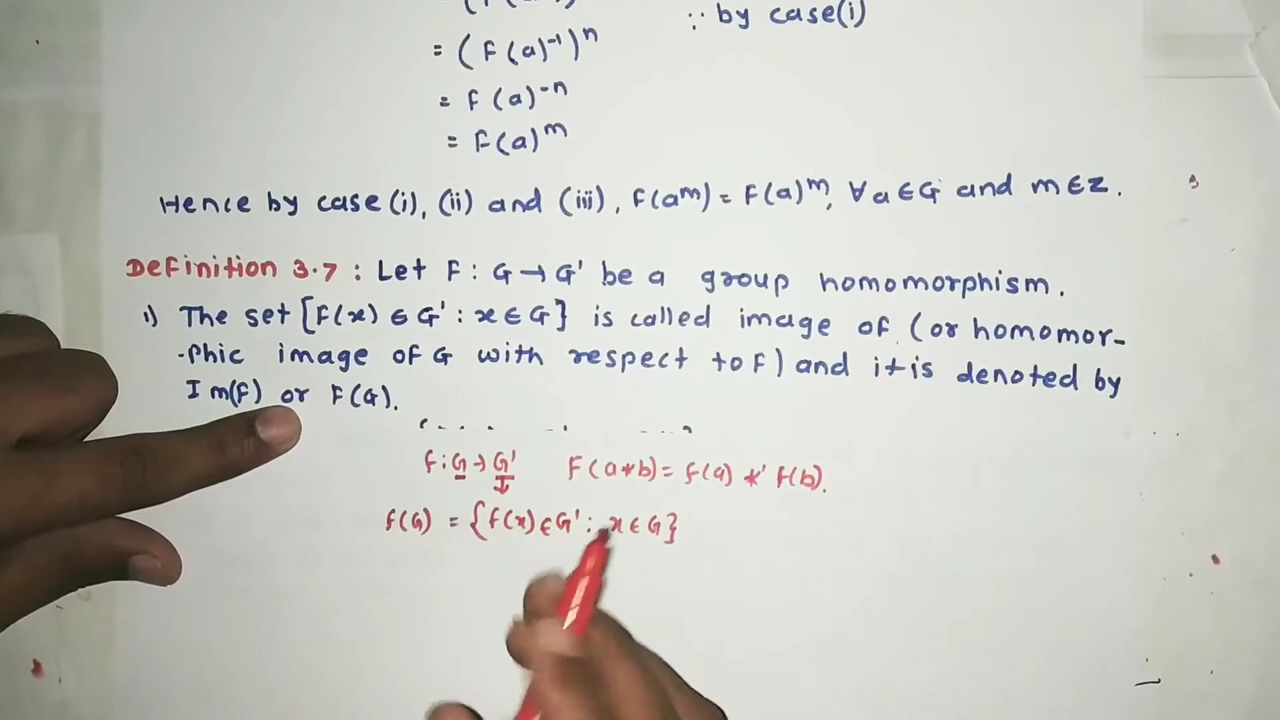 ∵ by case(i)
= (F(a)⁻¹)ⁿ
= F(a)⁻ⁿ
= F(a)ᵐ
Hence by case(i), (ii) and (iii), F(aᵐ) = F(a)ᵐ, ∀a∈G and m∈Z.
Definition 3.7 : Let F : G → G' be a group homomorphism.
i) The set [F(x) ∈ G' : x ∈ G} is called image of (or homomor-
-phic image of G with respect to F) and it is denoted by
Im(F) or F(G).
f : G → G' F(a*b) = f(a) *' f(b).
f(G) = {f(x) ∈ G' : x ∈ G}